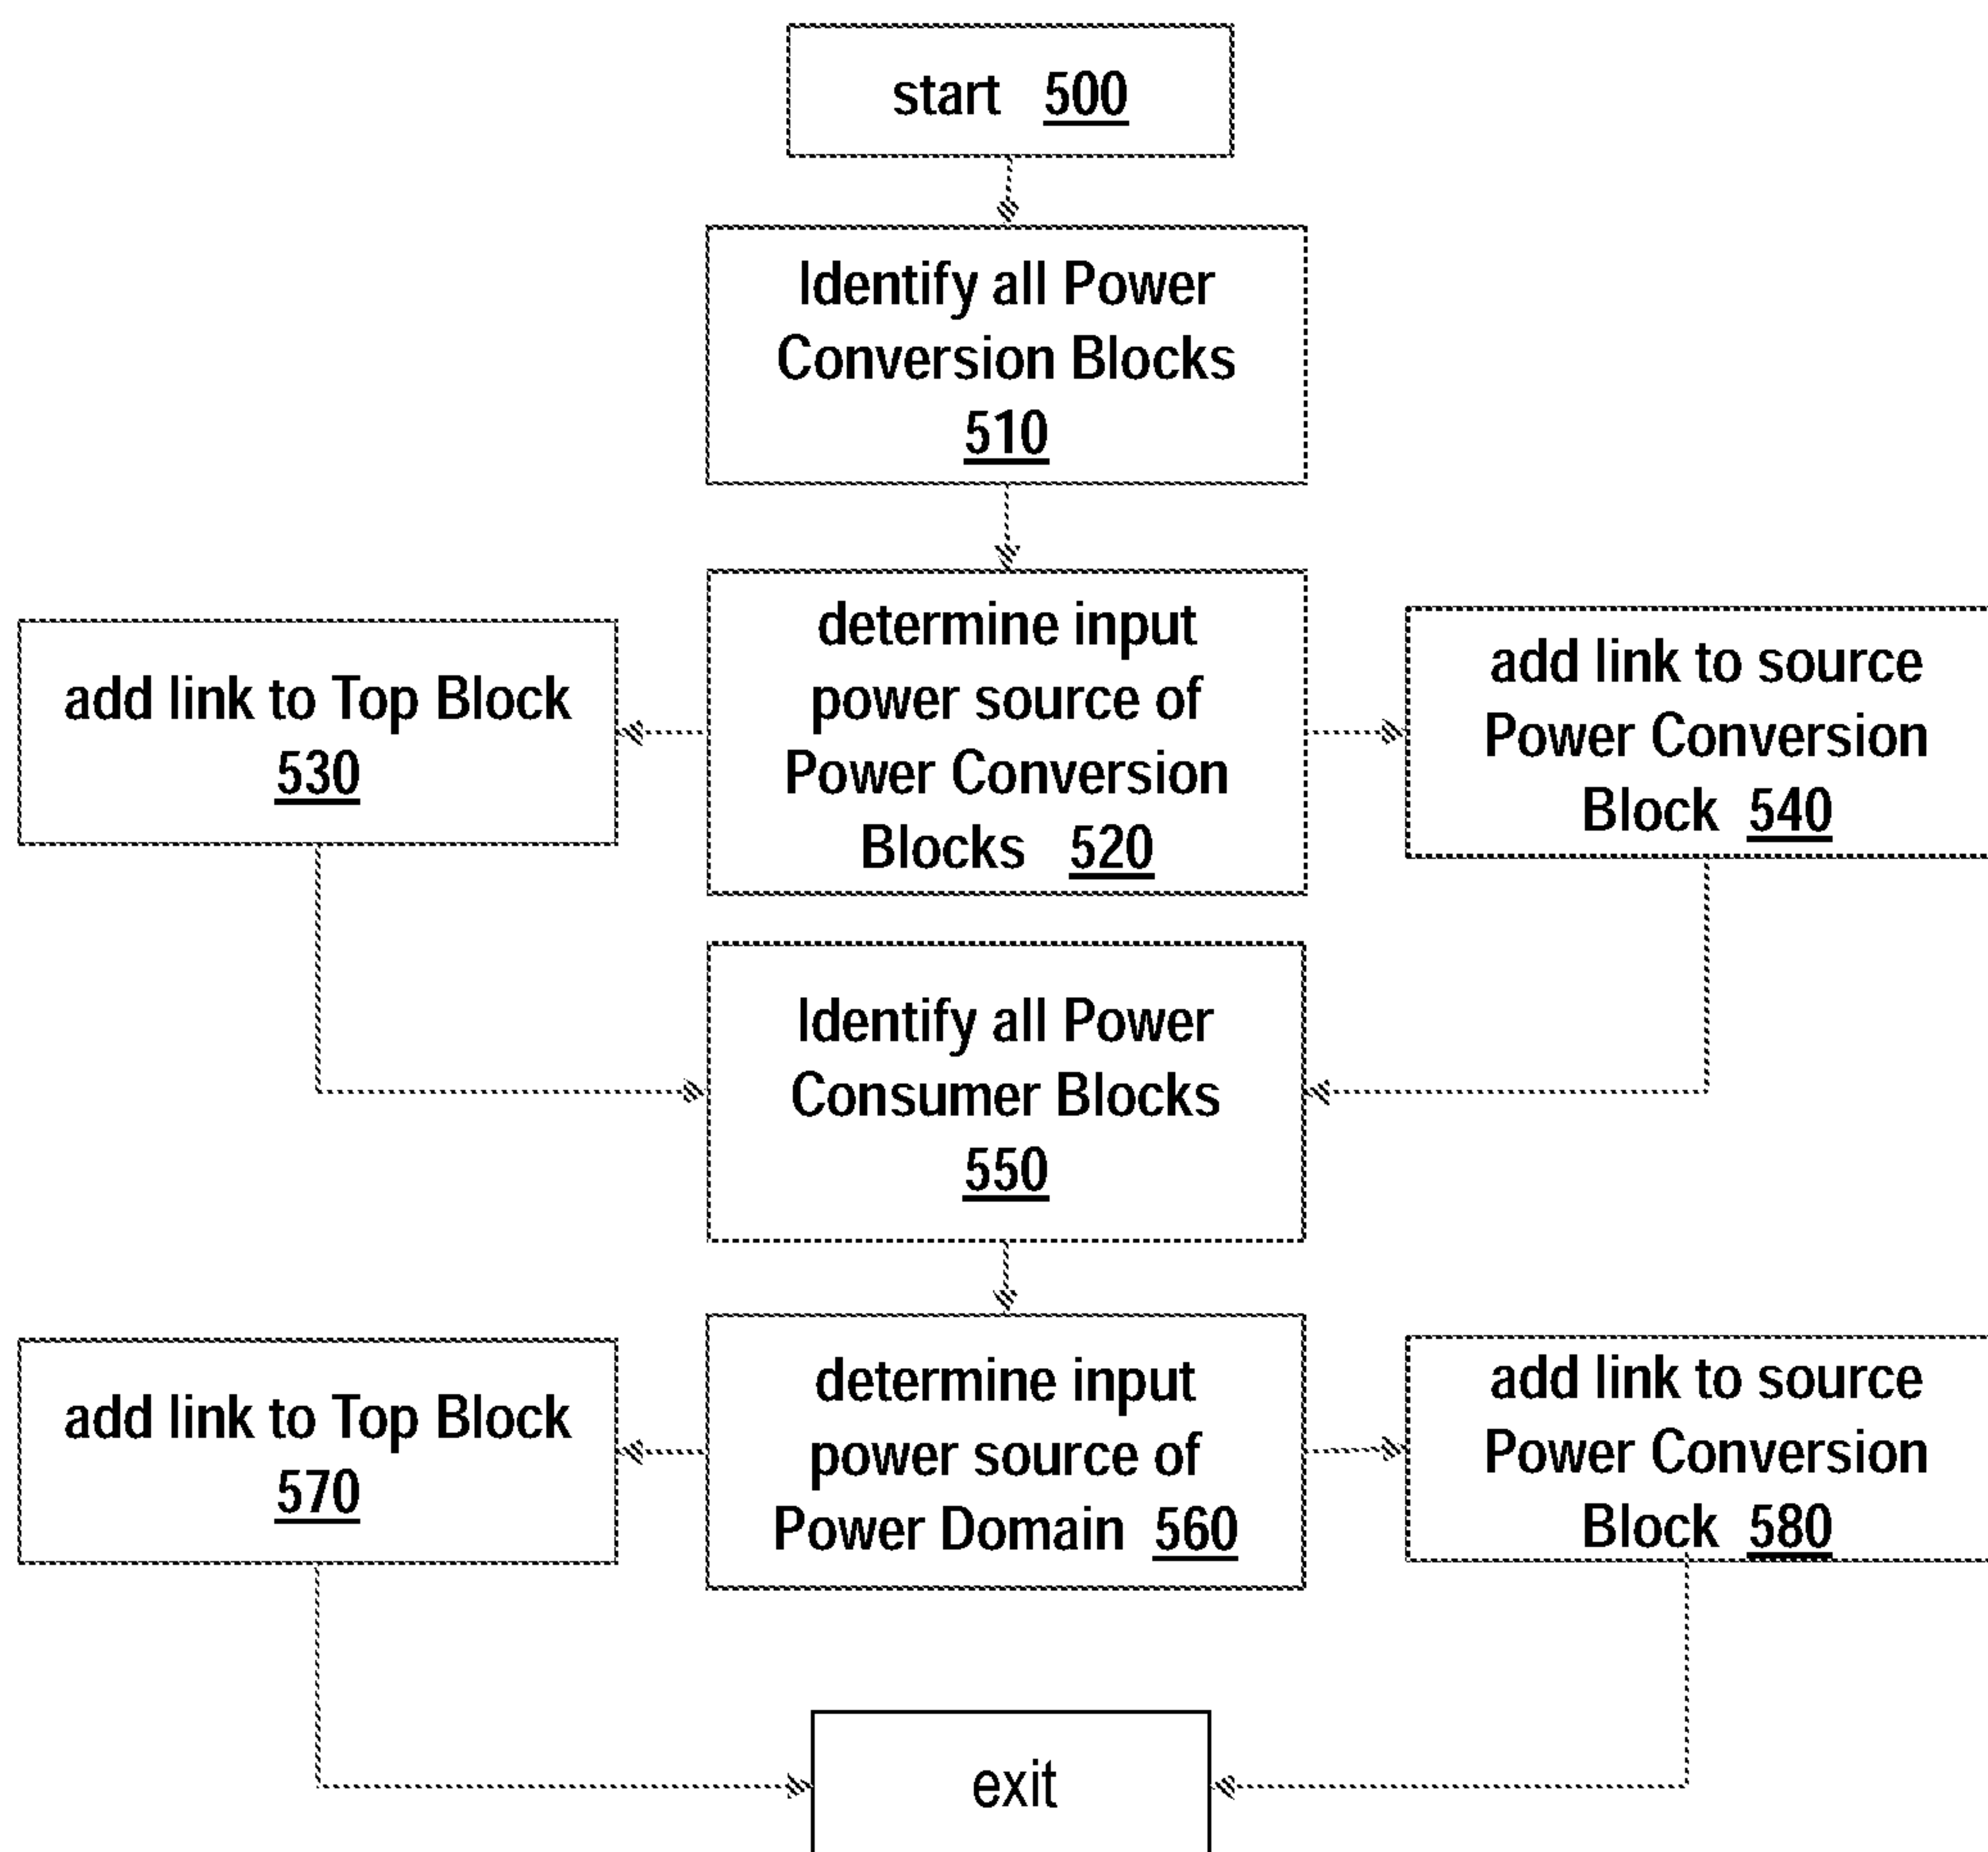 start 500
Identify all Power
Conversion Blocks
510
add link to Top Block
530
determine input
power source of
Power Conversion
Blocks 520
add link to source
Power Conversion
Block 540
Identify all Power
Consumer Blocks
550
add link to Top Block
570
determine input
power source of
Power Domain 560
add link to source
Power Conversion
Block 580
exit